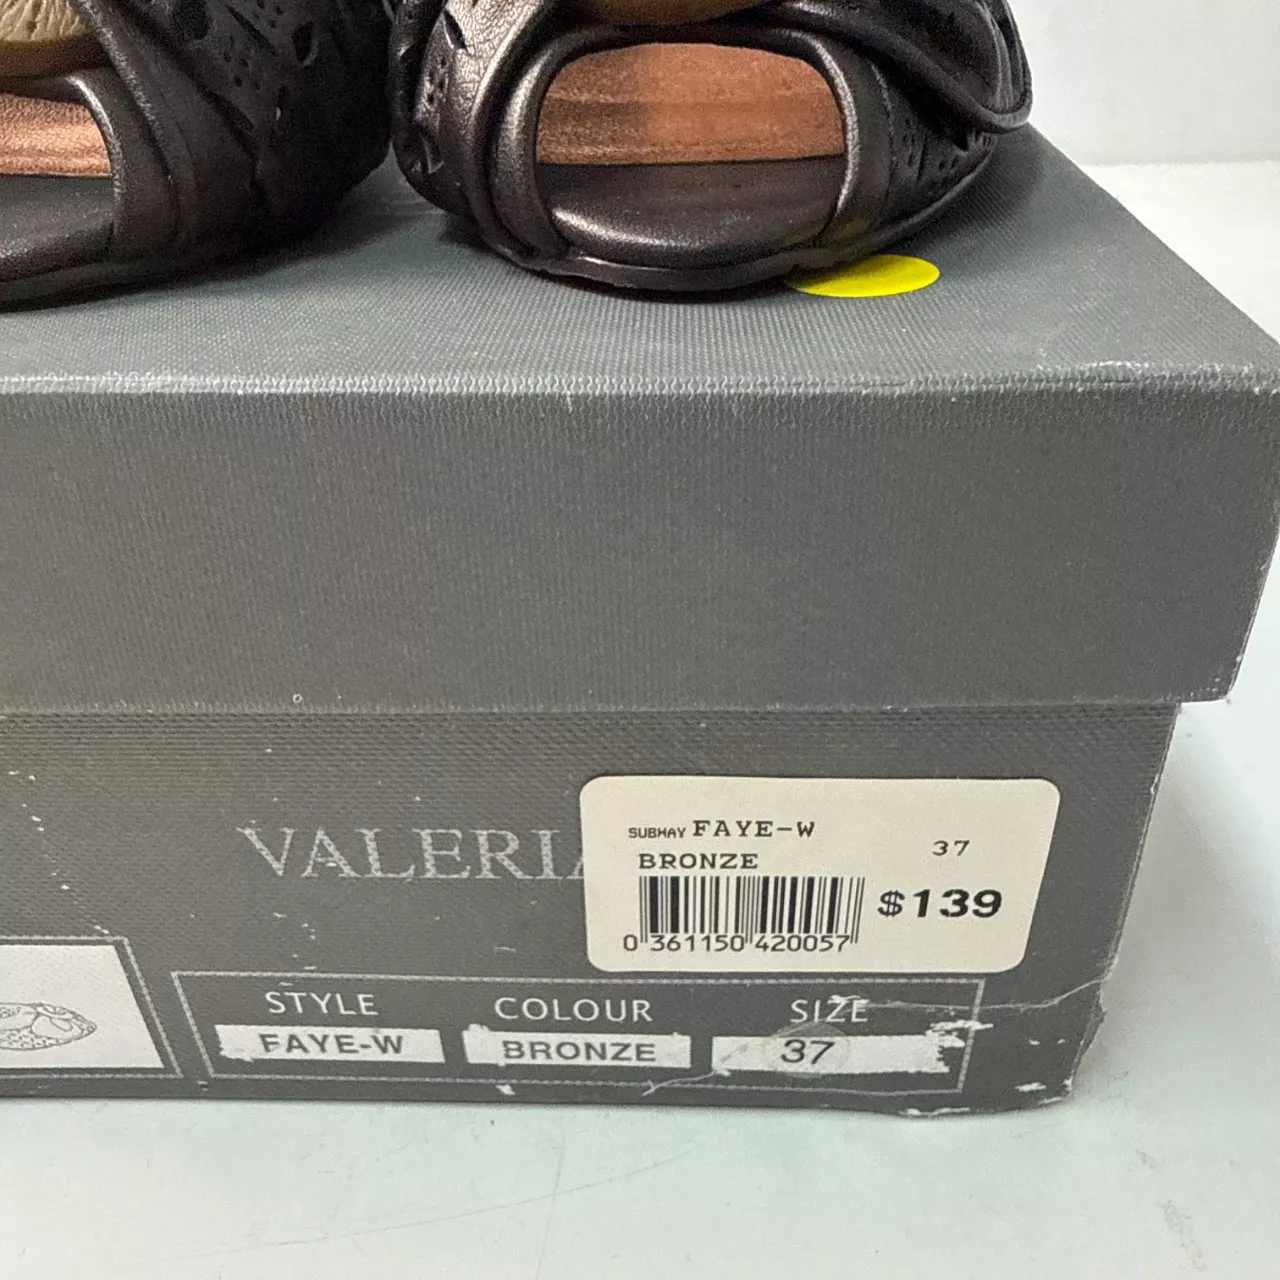 VALERIA
SUBWAY FAYE-W
BRONZE
37
$139
0 361150 420057
STYLE COLOUR SIZE
FAYE-W BRONZE 37